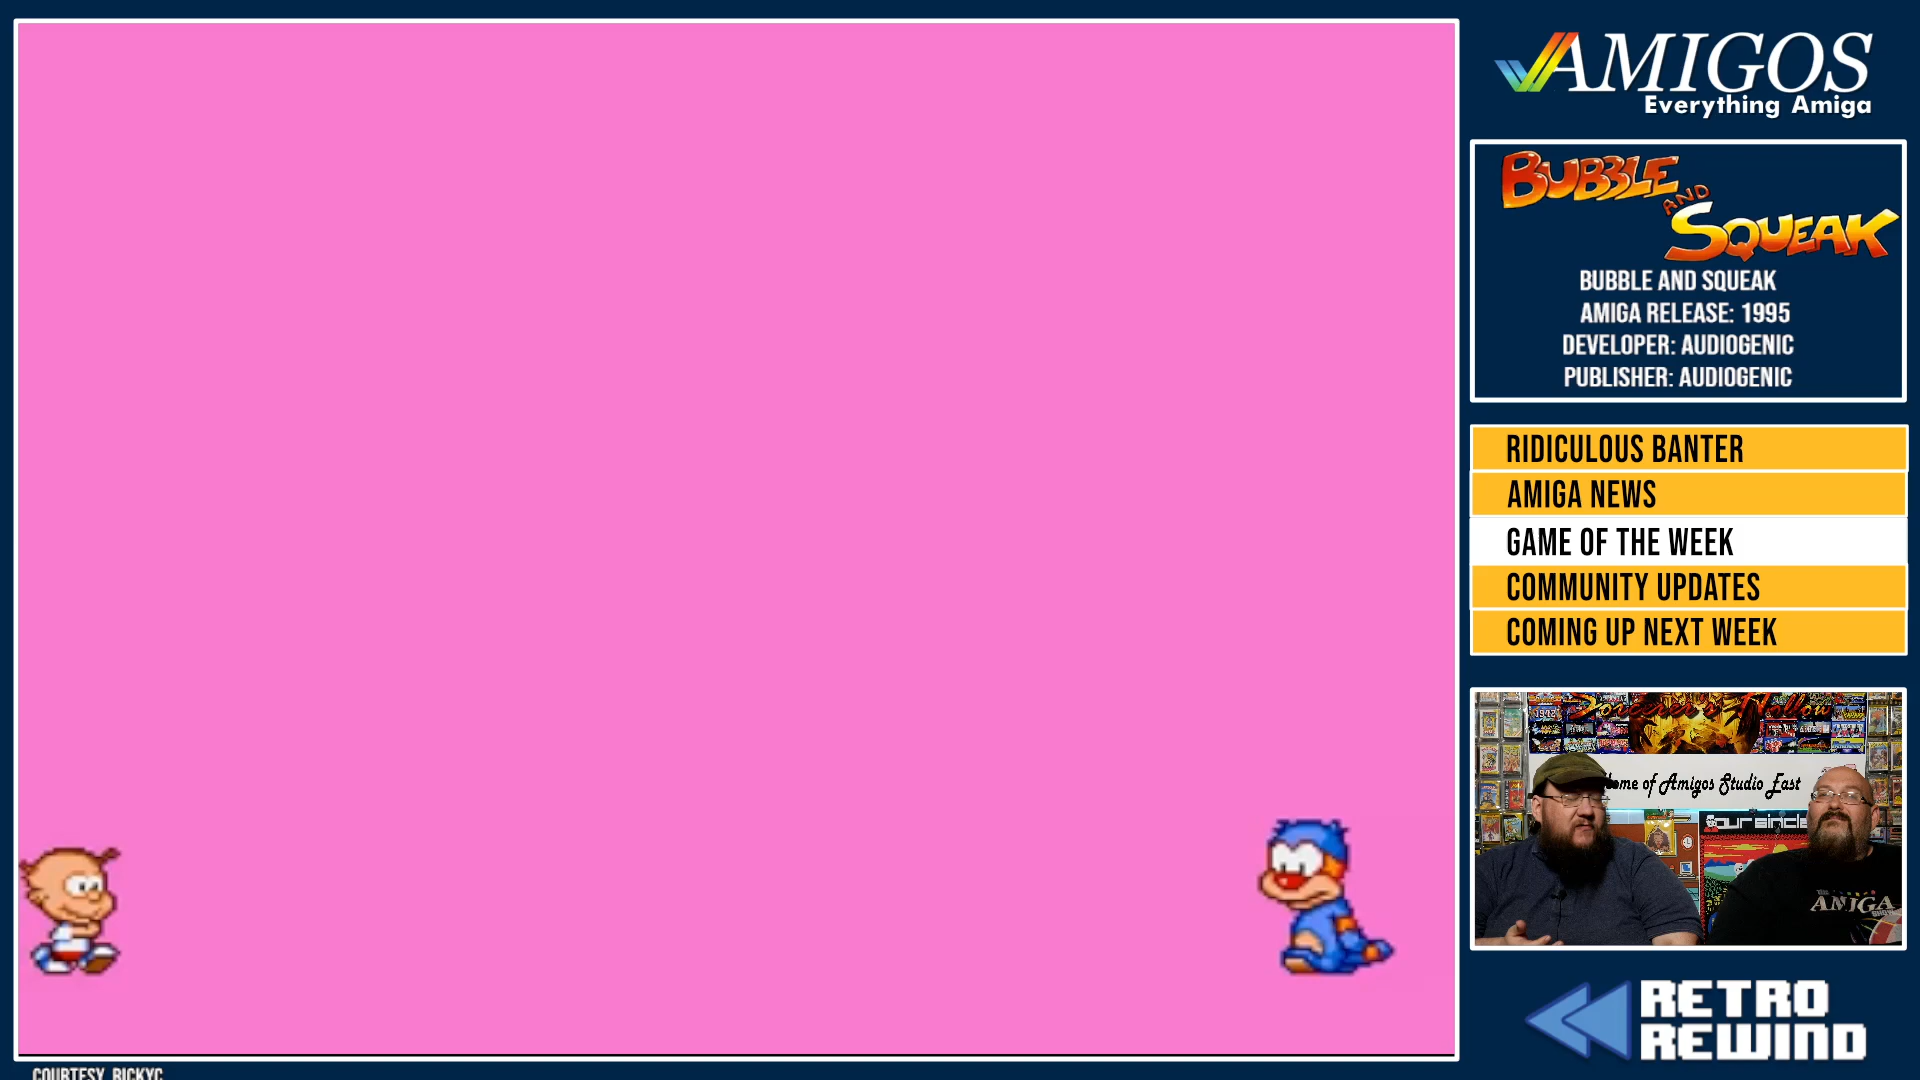 AMIGOS
Everything Amiga
BUBBLE
AND
SQUEAK
BUBBLE AND SQUEAK
AMIGA RELEASE: 1995
DEVELOPER: AUDIOGENIC
PUBLISHER: AUDIOGENIC
RIDICULOUS BANTER
AMIGA NEWS
GAME OF THE WEEK
COMMUNITY UPDATES
COMING UP NEXT WEEK
Sorcerer's Hollow
Home of Amigos Studio East
AMIGA
RETRO
REWIND
COURTESY RICKYC